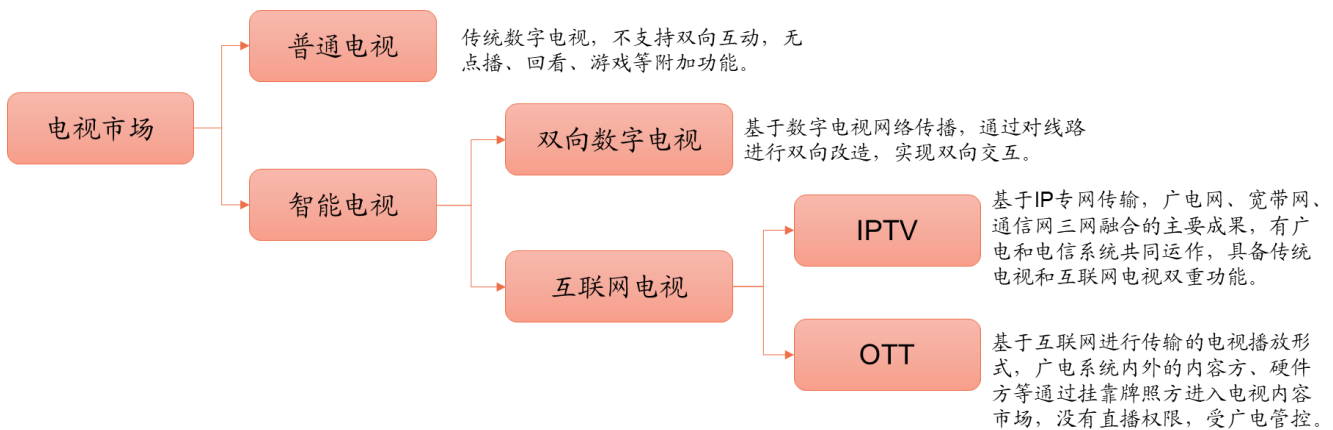 普通电视
传统数字电视，不支持双向互动，无
点播、回看、游戏等附加功能。
电视市场
双向数字电视
基于数字电视网络传播，通过对线路
进行双向改造，实现双向交互。
智能电视
IPTV
基于IP专网传输，广电网、宽带网、
通信网三网融合的主要成果，有广
电和电信系统共同运作，具备传统
电视和互联网电视双重功能。
互联网电视
OTT
基于互联网进行传输的电视播放形
式，广电系统内外的内容方、硬件
方等通过挂靠牌照方进入电视内容
市场，没有直播权限，受广电管控。